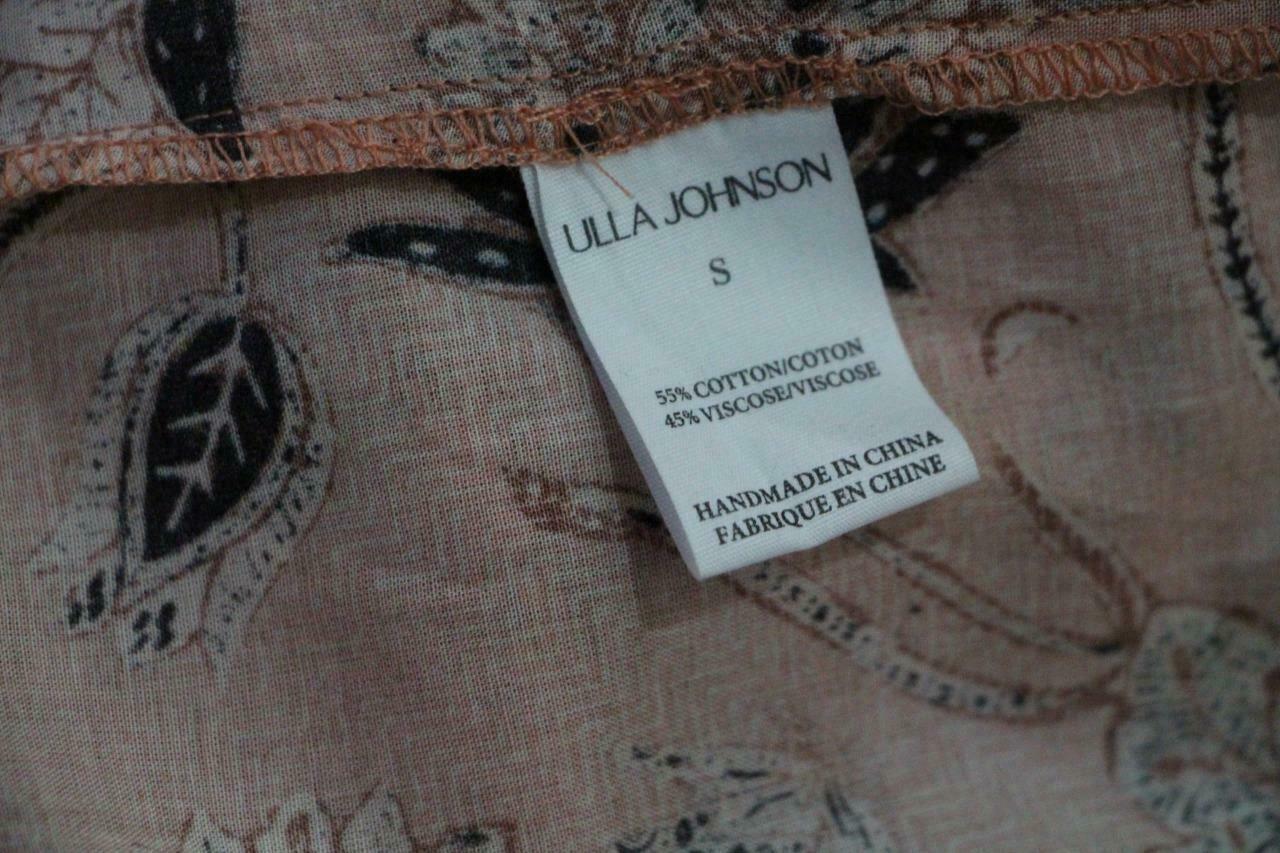 ULLA JOHNSON
S
55% COTTON/COTON
45% VISCOSE/VISCOSE
HANDMADE IN CHINA
FABRIQUE EN CHINE